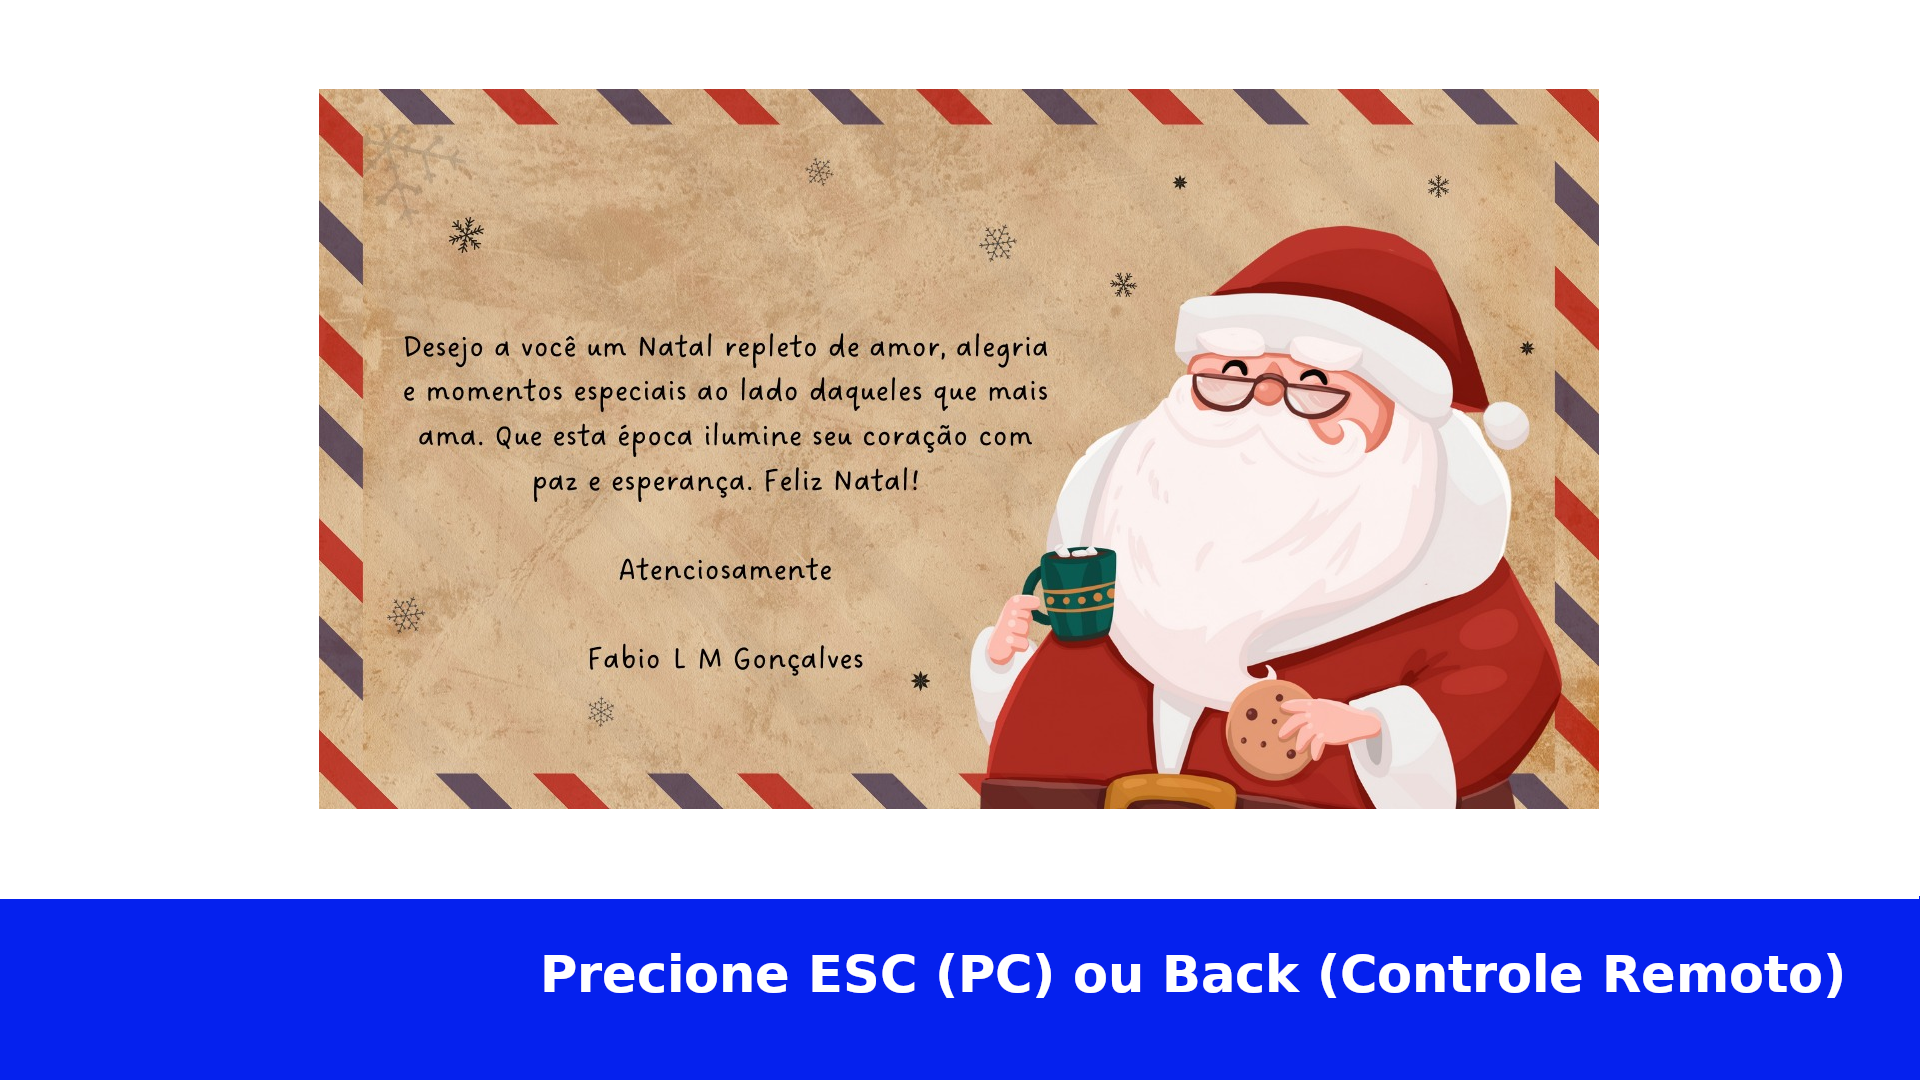 Desejo a você um Natal repleto de amor, alegria
e momentos especiais ao lado daqueles que mais
ama. Que esta época ilumine seu coração com
paz e esperança. Feliz Natal!
Atenciosamente
Fabio L M Gonçalves
Precione ESC (PC) ou Back (Controle Remoto)